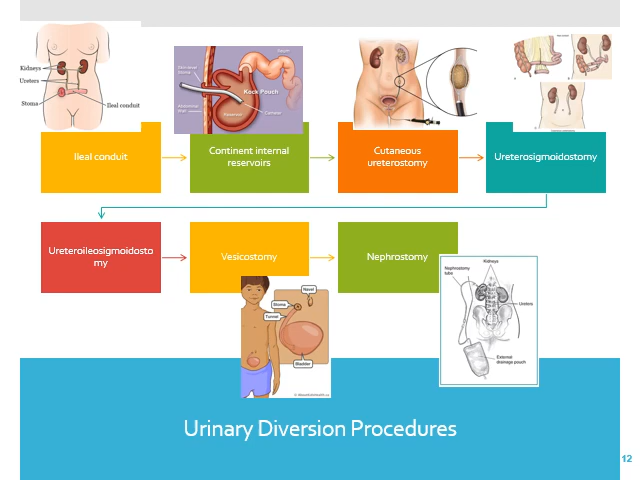 Kidneys
Ureters
Stoma
Ileal conduit
Kock Pouch
Reservoir
Ileal conduit
Continent internal
reservoirs
Cutaneous
ureterostomy
Ureterosigmoidostomy
Ureteroileosigmoidosto
my
Vesicostomy
Nephrostomy
Navel
Stoma
Tunnel
Bladder
Kidneys
Nephrostomy
tube
Ureters
External
drainage pouch
Urinary Diversion Procedures
12